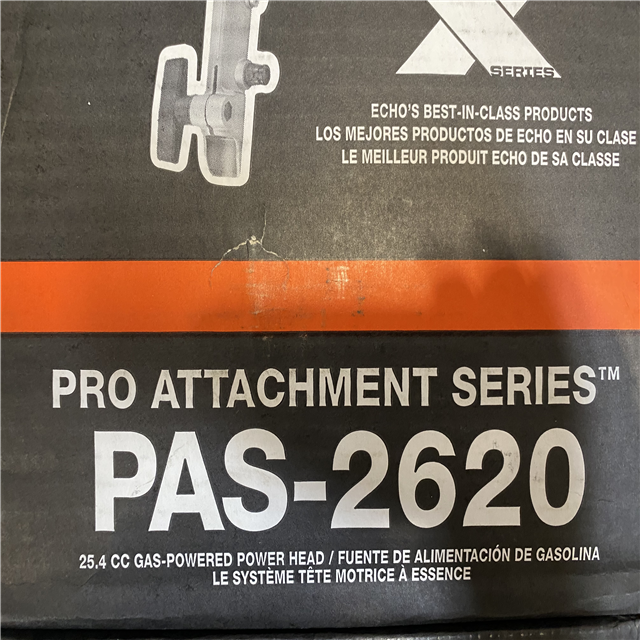 X
SERIES
ECHO'S BEST-IN-CLASS PRODUCTS
LOS MEJORES PRODUCTOS DE ECHO EN SU CLASE
LE MEILLEUR PRODUIT ECHO DE SA CLASSE
PRO ATTACHMENT SERIES™
PAS-2620
25.4 CC GAS-POWERED POWER HEAD / FUENTE DE ALIMENTACIÓN DE GASOLINA
LE SYSTÈME TÊTE MOTRICE À ESSENCE